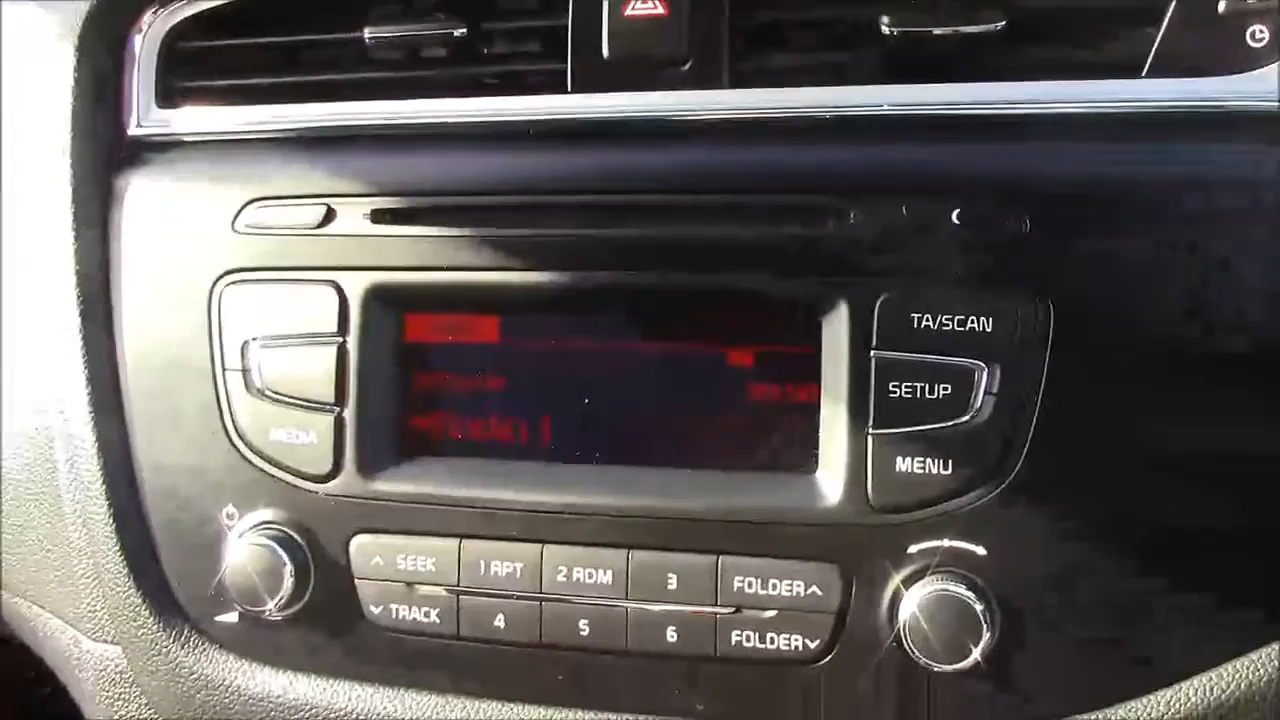 TA/SCAN
SETUP
MEDIA
MENU
SEEK
1 RPT
2 RDM
3
FOLDER
TRACK
4
5
6
FOLDER